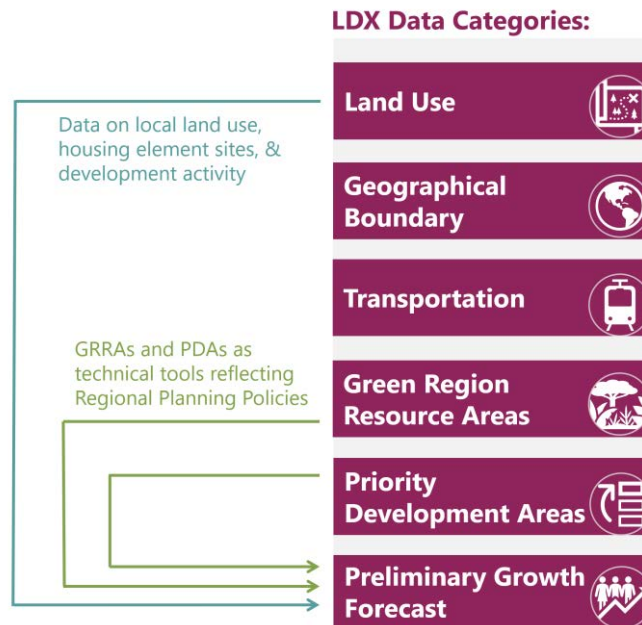 LDX Data Categories:
Land Use
Data on local land use,
housing element sites, &
development activity
Geographical
Boundary
Transportation
GRRAs and PDAs as
technical tools reflecting
Regional Planning Policies
Green Region
Resource Areas
Priority
Development Areas
Preliminary Growth
Forecast